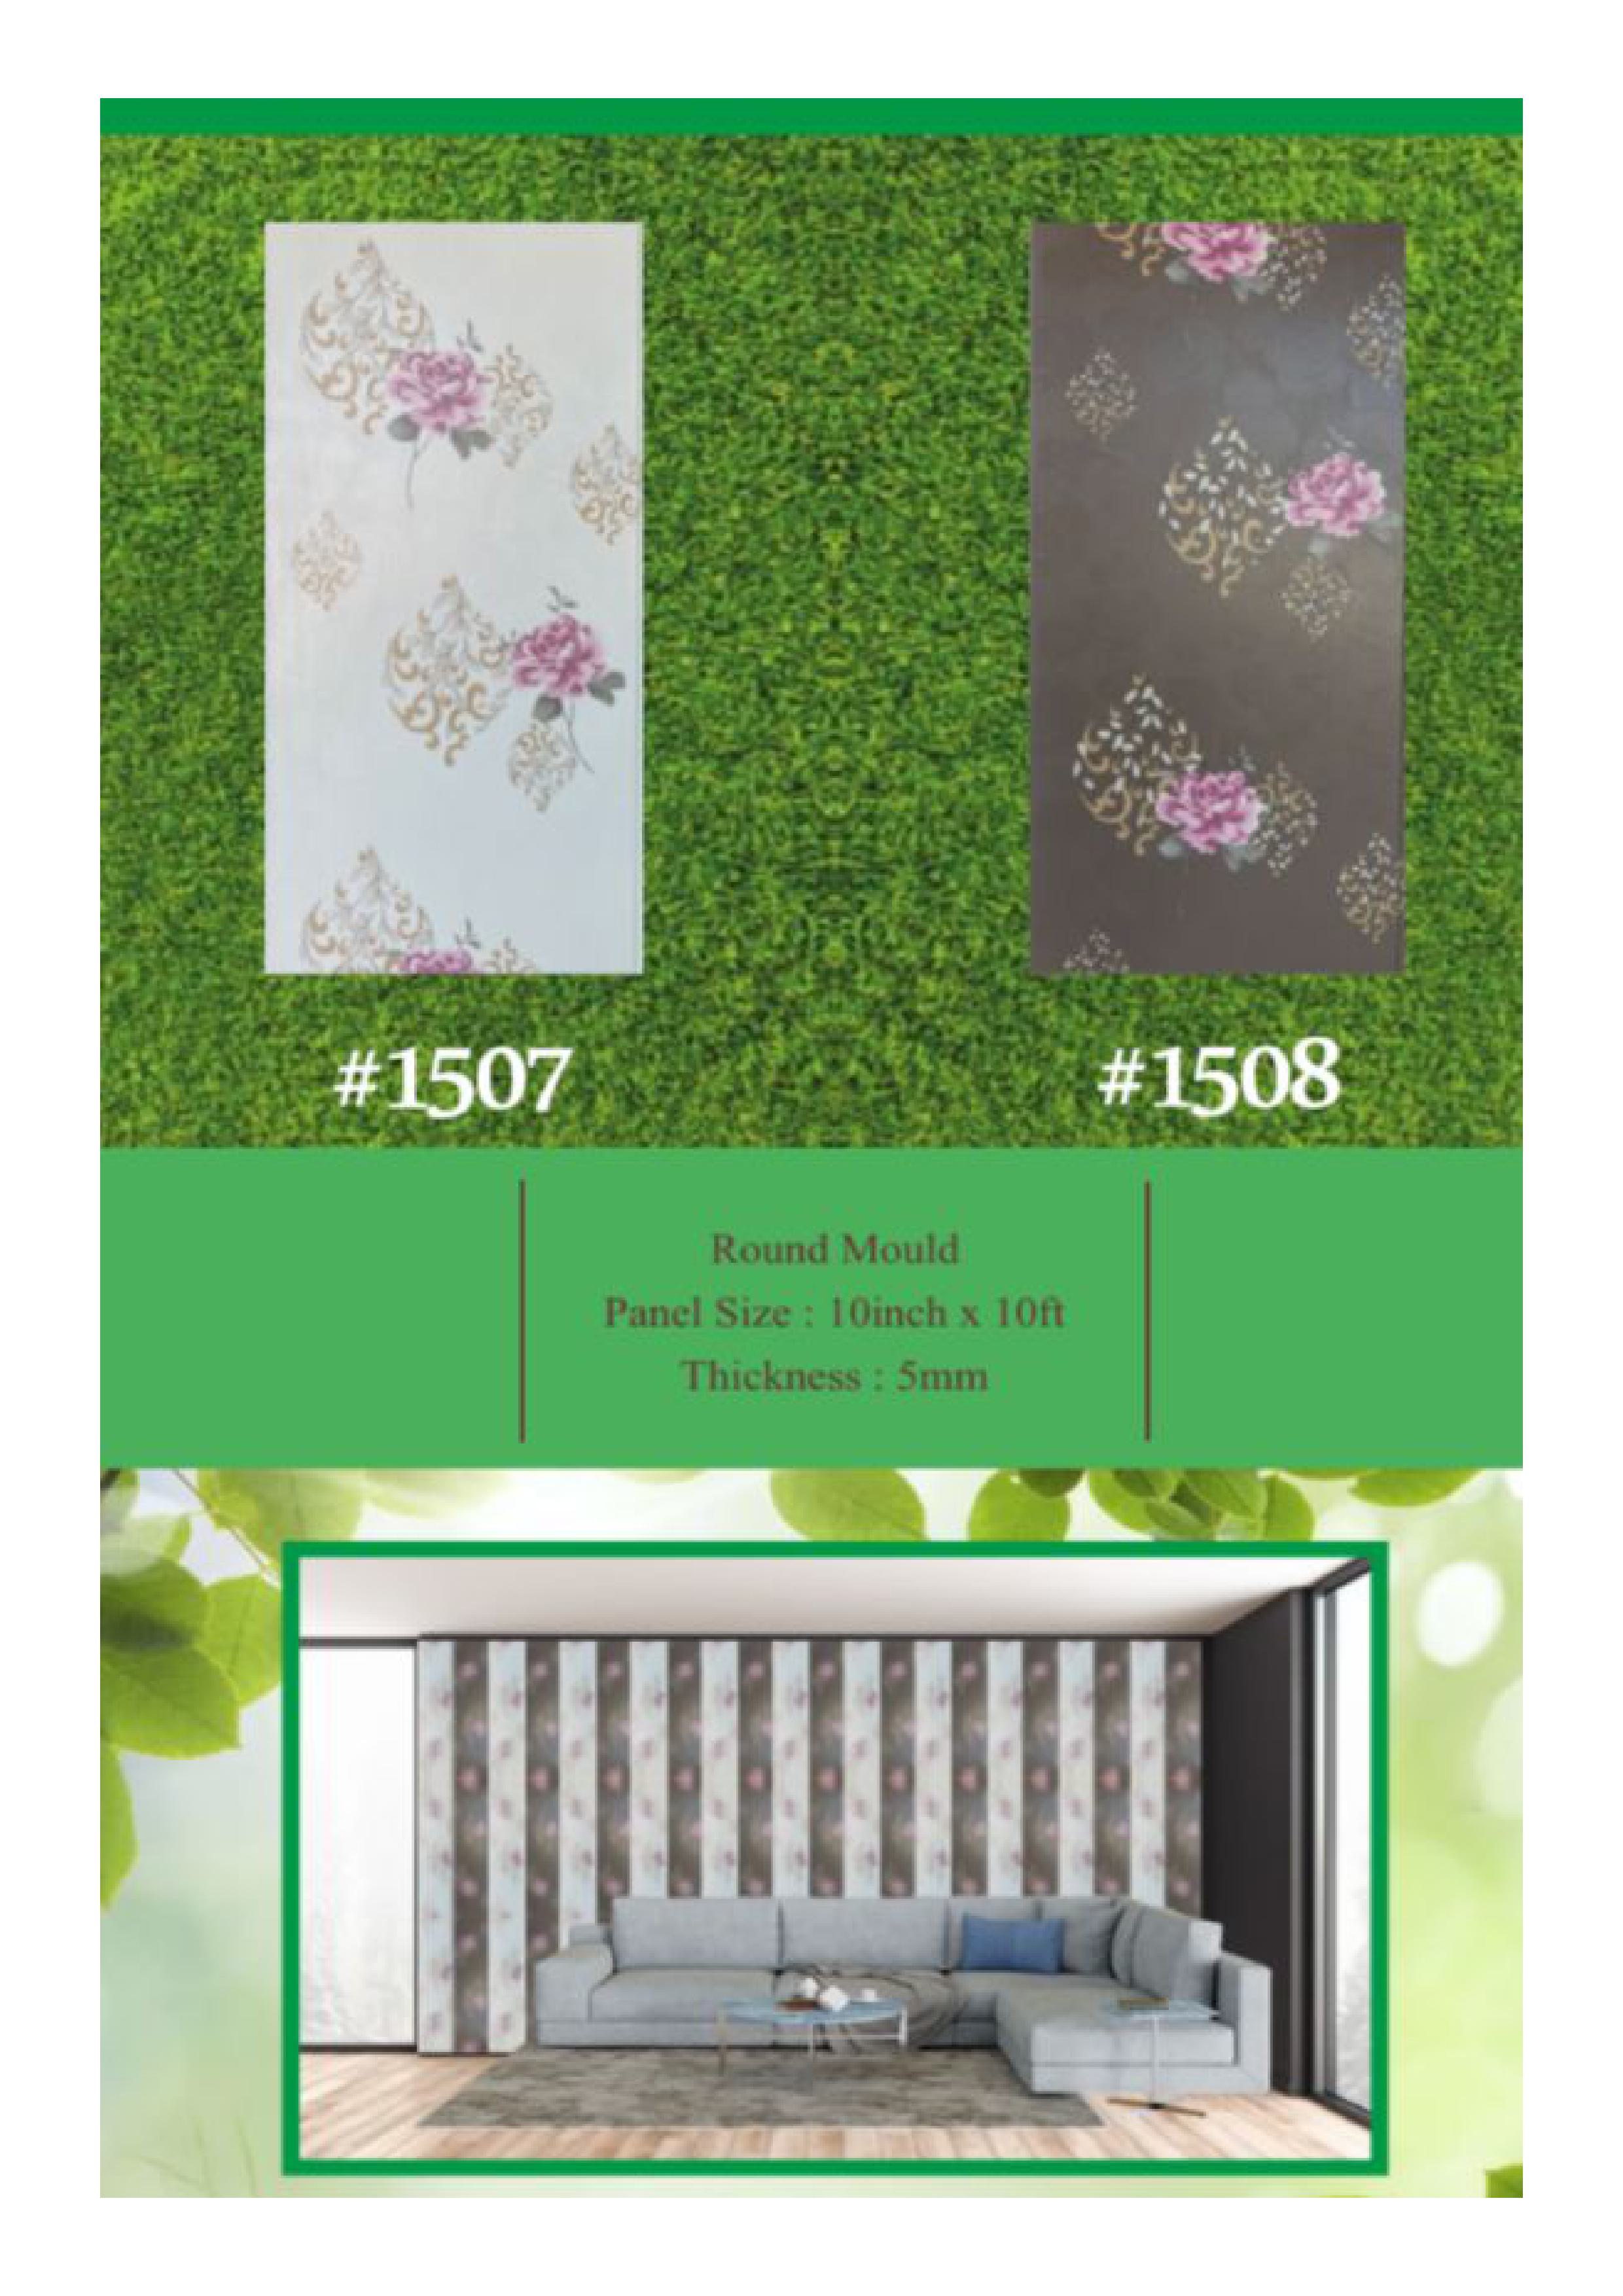 #1507
#1508
Round Mould
Panel Size : 10inch x 10ft
Thickness : 5mm